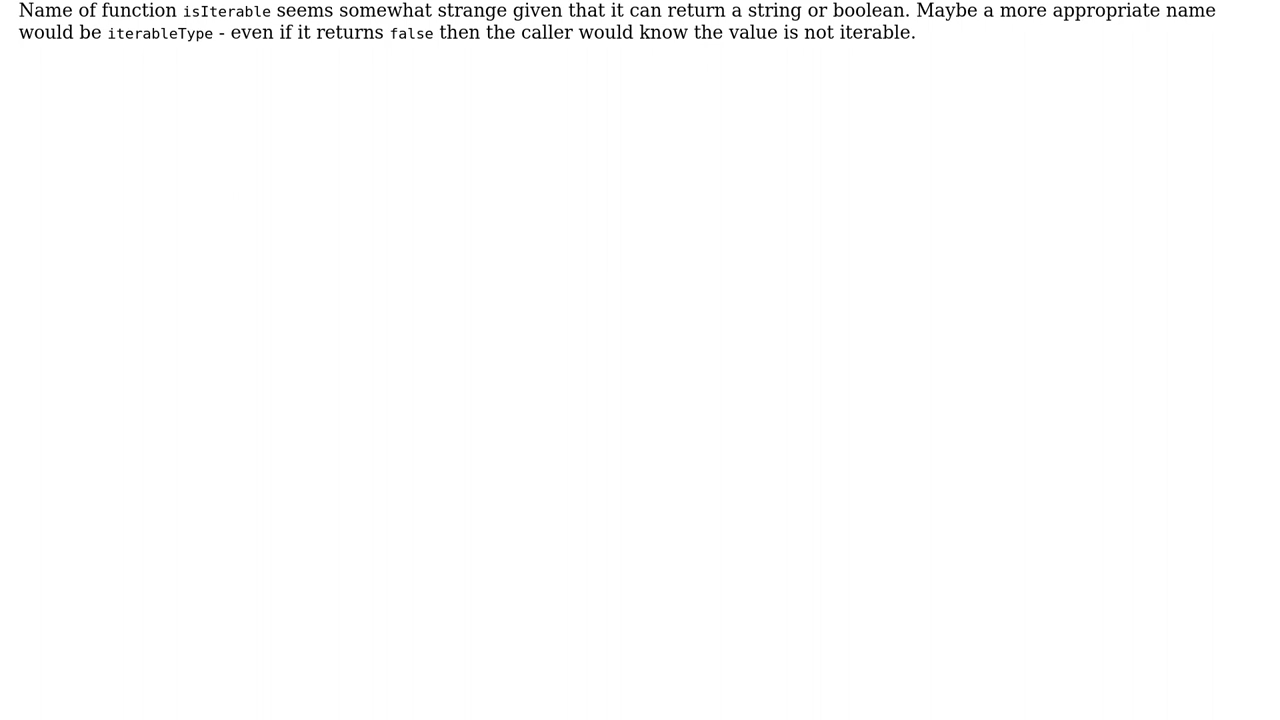 Name of function isIterable seems somewhat strange given that it can return a string or boolean. Maybe a more appropriate name
would be iterableType - even if it returns false then the caller would know the value is not iterable.